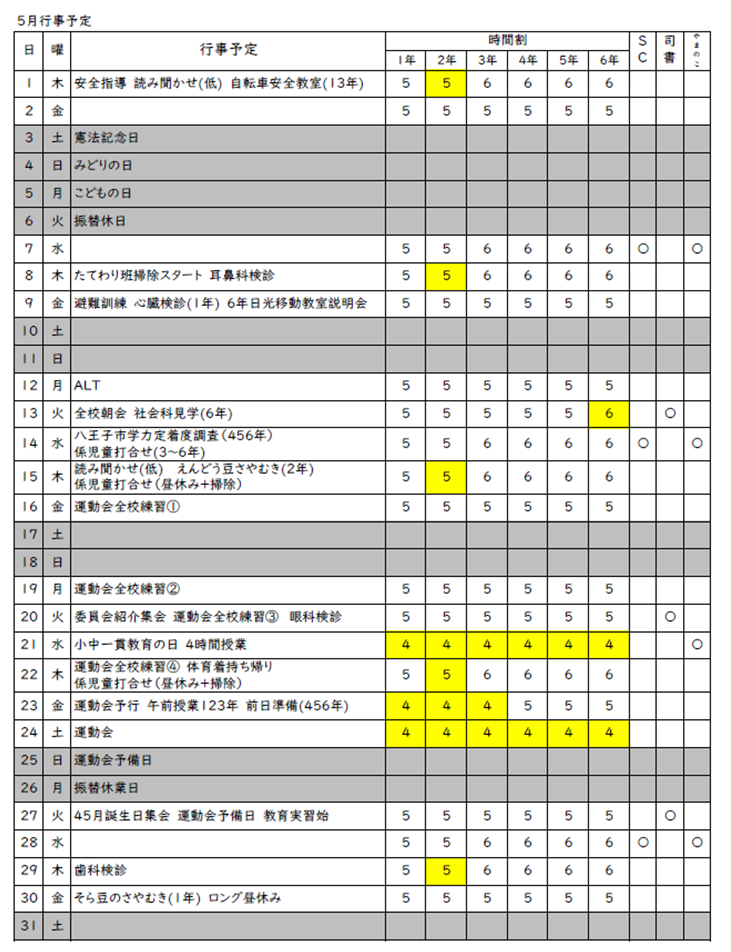 5月行事予定
日 曜 行事予定 時間割 SC 司書 やまのこ
1年 2年 3年 4年 5年 6年
1 木 安全指導 読み聞かせ(低) 自転車安全教室(13年) 5 5 6 6 6 6
2 金 5 5 5 5 5 5
3 土 憲法記念日
4 日 みどりの日
5 月 こどもの日
6 火 振替休日
7 水 5 5 6 6 6 6 ○ ○
8 木 たてわり班掃除スタート 耳鼻科検診 5 5 6 6 6 6
9 金 避難訓練 心臓検診(1年) 6年日光移動教室説明会 5 5 5 5 5 5
10 土
11 日
12 月 ALT 5 5 5 5 5 5
13 火 全校朝会 社会科見学(6年) 5 5 5 5 5 6 ○
14 水 八王子市学力定着度調査(456年) 5 5 6 6 6 6 ○ ○
係児童打合せ(3~6年)
15 木 読み聞かせ(低) えんどう豆さやむき(2年) 5 5 6 6 6 6
係児童打合せ(昼休み+掃除)
16 金 運動会全校練習① 5 5 5 5 5 5
17 土
18 日
19 月 運動会全校練習② 5 5 5 5 5 5
20 火 委員会紹介集会 運動会全校練習③ 眼科検診 5 5 5 5 5 5 ○
21 水 小中一貫教育の日 4時間授業 4 4 4 4 4 4 ○
22 木 運動会全校練習④ 体育着持ち帰り 5 5 6 6 6 6
係児童打合せ(昼休み+掃除)
23 金 運動会予行 午前授業123年 前日準備(456年) 4 4 4 5 5 5
24 土 運動会 4 4 4 4 4 4
25 日 運動会予備日
26 月 振替休業日
27 火 45月誕生日集会 運動会予備日 教育実習始 5 5 5 5 5 5 ○
28 水 5 5 6 6 6 6 ○ ○
29 木 歯科検診 5 5 6 6 6 6
30 金 そら豆のさやむき(1年) ロング昼休み 5 5 5 5 5 5
31 土